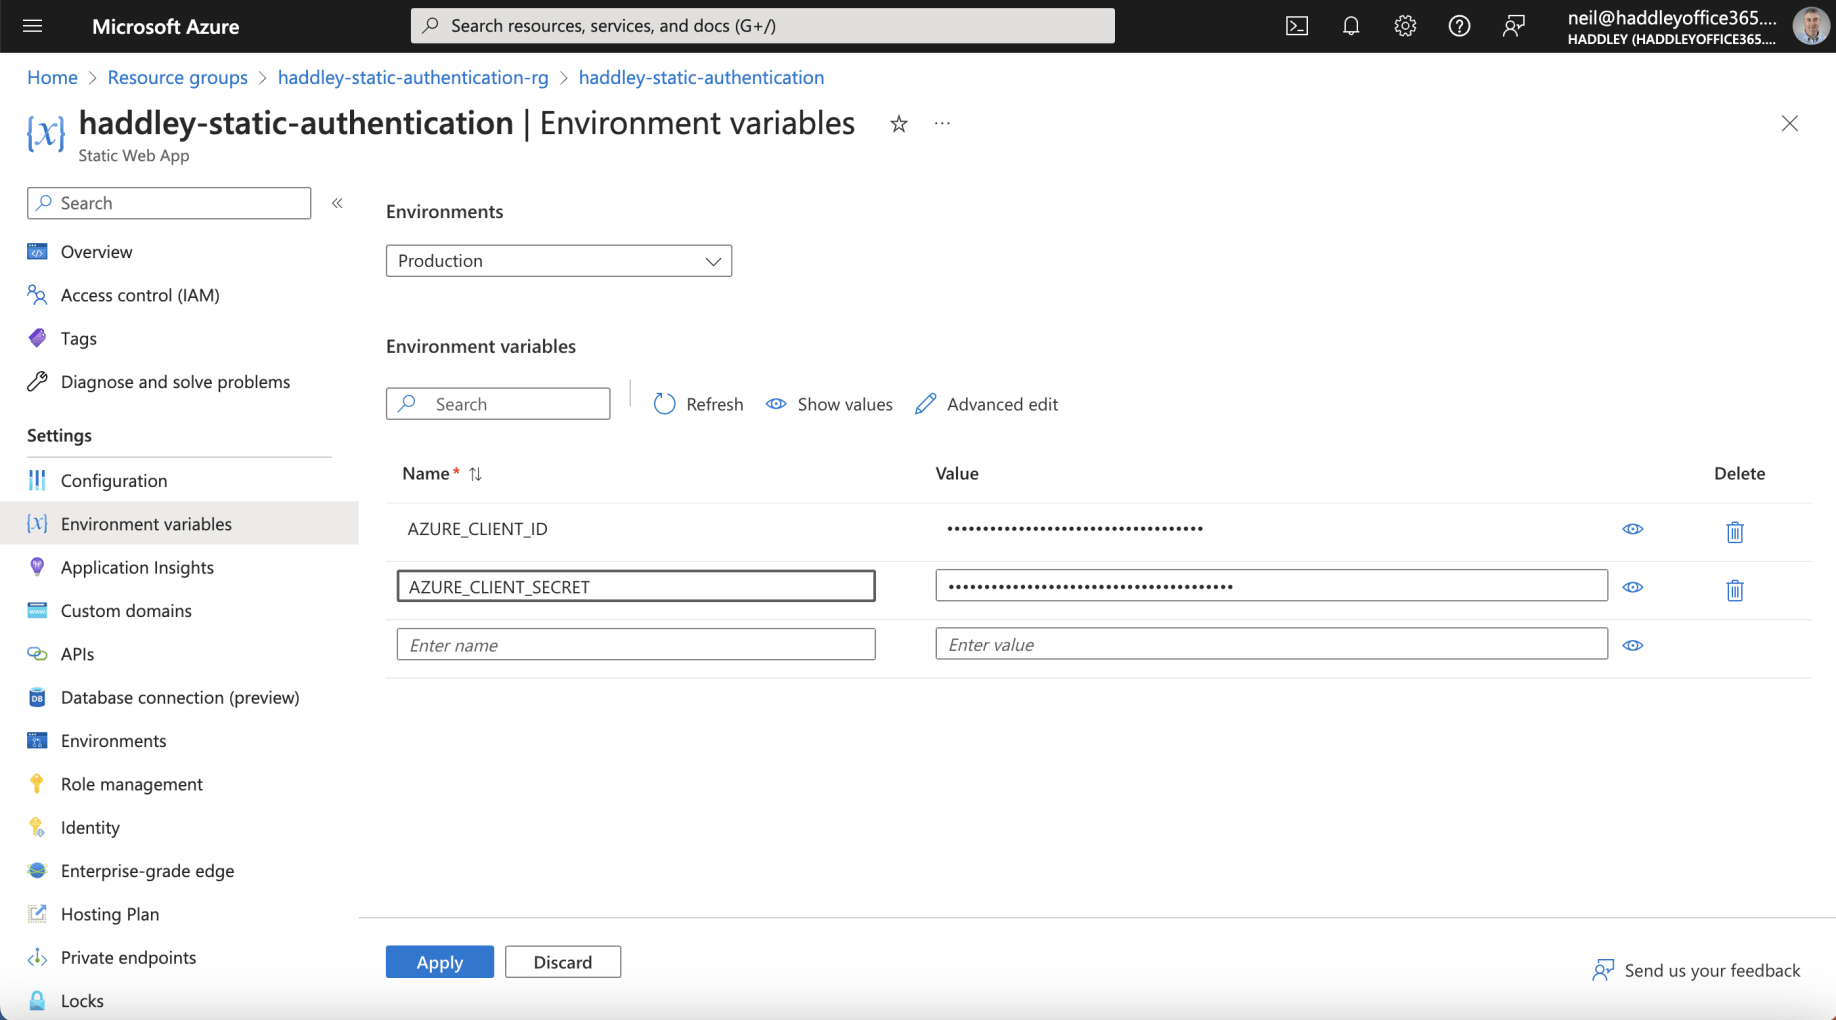 Microsoft Azure
Search resources, services, and docs (G+/)
neil@haddleyoffice365....
HADDLEY (HADDLEYOFFICE365....
Home > Resource groups > haddley-static-authentication-rg > haddley-static-authentication
haddley-static-authentication | Environment variables
Static Web App
Search
Overview
Access control (IAM)
Tags
Diagnose and solve problems
Settings
Configuration
Environment variables
Application Insights
Custom domains
APIs
Database connection (preview)
Environments
Role management
Identity
Enterprise-grade edge
Hosting Plan
Private endpoints
Locks
Environments
Production
Environment variables
Search Refresh Show values Advanced edit
Name * Value Delete
AZURE_CLIENT_ID ••••••••••••••••••••••••••••••••••••
AZURE_CLIENT_SECRET ••••••••••••••••••••••••••••••••••••••••
Enter name Enter value
Apply Discard
Send us your feedback